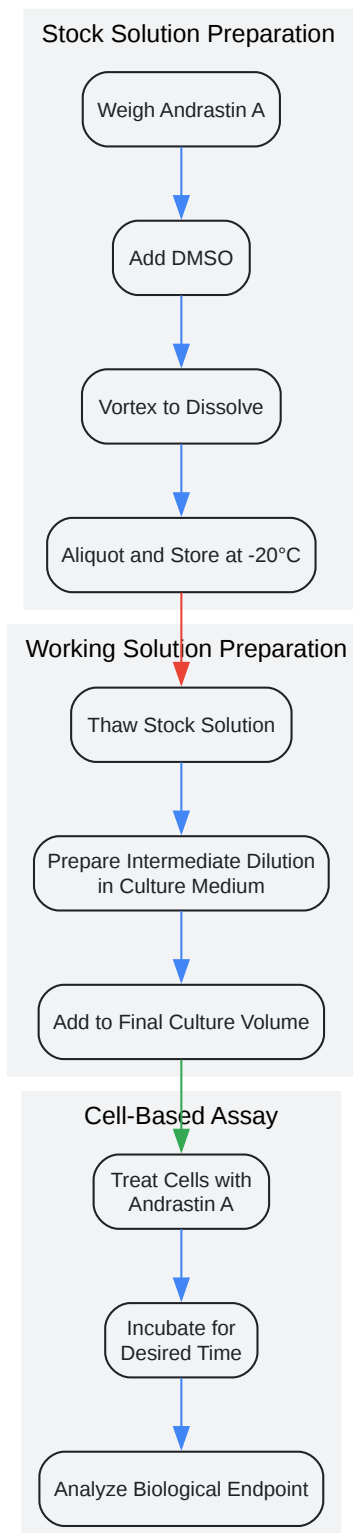 Stock Solution Preparation
Weigh Andrastin A
Add DMSO
Vortex to Dissolve
Aliquot and Store at -20°C
Working Solution Preparation
Thaw Stock Solution
Prepare Intermediate Dilution
in Culture Medium
Add to Final Culture Volume
Cell-Based Assay
Treat Cells with
Andrastin A
Incubate for
Desired Time
Analyze Biological Endpoint